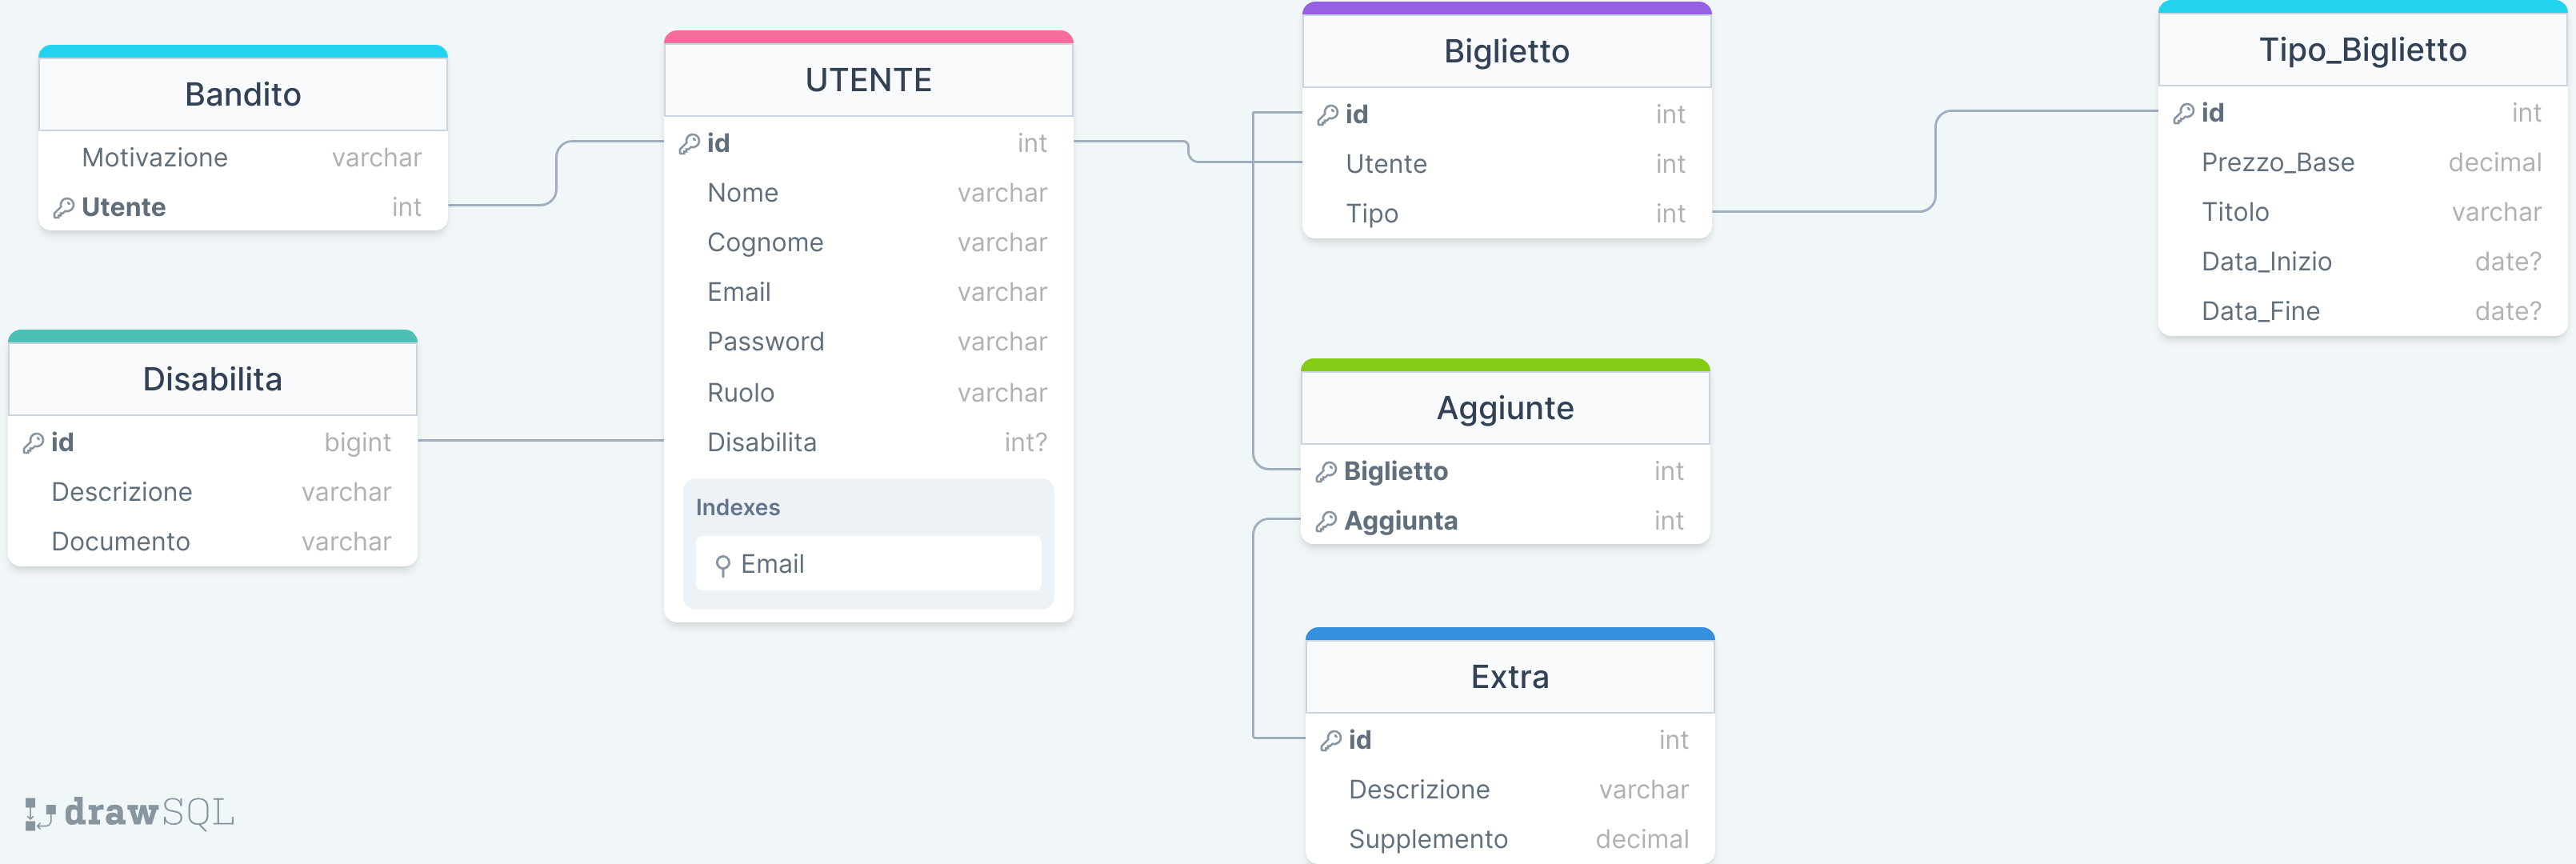 Bandito
Motivazione varchar
Utente int
Disabilita
id bigint
Descrizione varchar
Documento varchar
UTENTE
id int
Nome varchar
Cognome varchar
Email varchar
Password varchar
Ruolo varchar
Disabilita int?
Indexes
Email
Biglietto
id int
Utente int
Tipo int
Aggiunte
Biglietto int
Aggiunta int
Extra
id int
Descrizione varchar
Supplemento decimal
Tipo_Biglietto
id int
Prezzo_Base decimal
Titolo varchar
Data_Inizio date?
Data_Fine date?
drawSQL